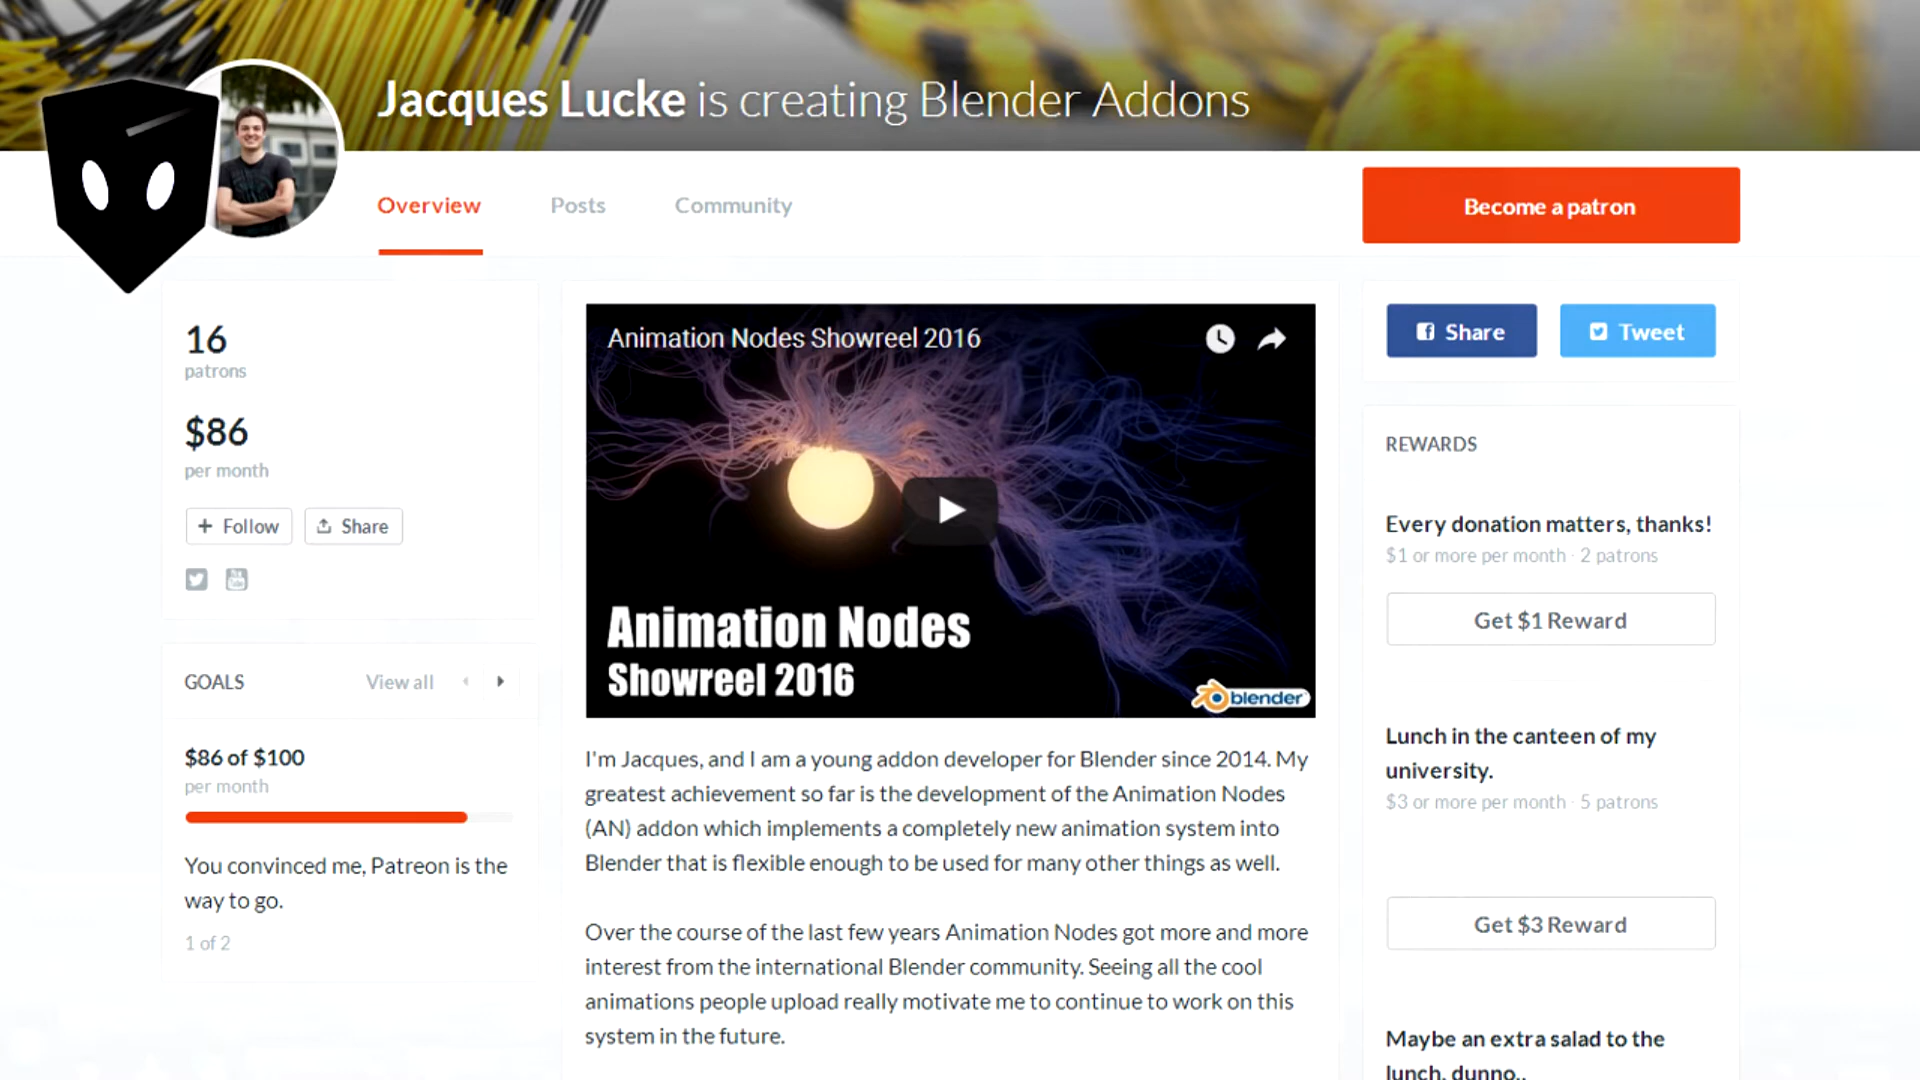 Jacques Lucke is creating Blender Addons
Overview
Posts
Community
Become a patron
16
patrons
$86
per month
+ Follow
Share
GOALS
View all
$86 of $100
per month
You convinced me, Patreon is the
way to go.
1 of 2
Animation Nodes Showreel 2016
Animation Nodes
Showreel 2016
blender
I'm Jacques, and I am a young addon developer for Blender since 2014. My
greatest achievement so far is the development of the Animation Nodes
(AN) addon which implements a completely new animation system into
Blender that is flexible enough to be used for many other things as well.
Over the course of the last few years Animation Nodes got more and more
interest from the international Blender community. Seeing all the cool
animations people upload really motivate me to continue to work on this
system in the future.
Share
Tweet
REWARDS
Every donation matters, thanks!
$1 or more per month · 2 patrons
Get $1 Reward
Lunch in the canteen of my
university.
$3 or more per month · 5 patrons
Get $3 Reward
Maybe an extra salad to the
lunch, dunno..